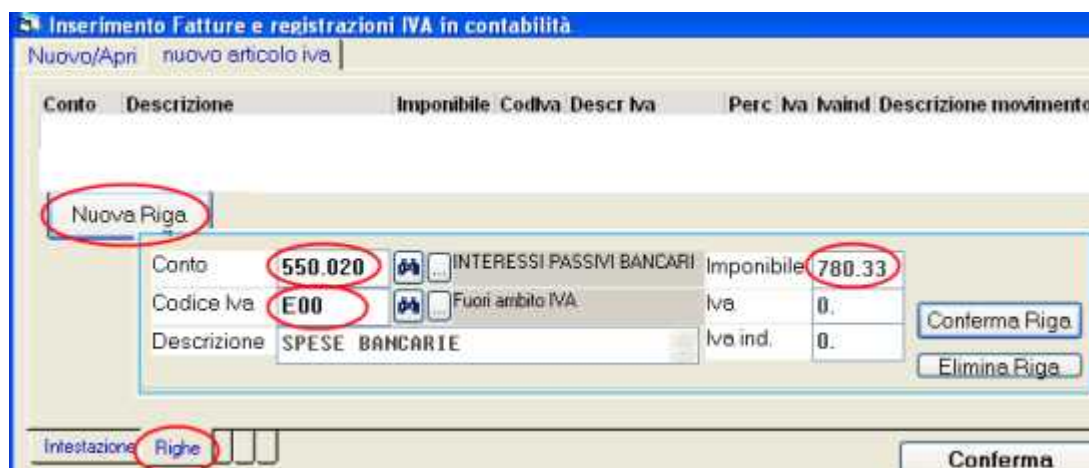 Inserimento Fatture e registrazioni IVA in contabilità
Nuovo/Apri nuovo articolo iva
Conto Descrizione Imponibile CodIva Descr Iva Perc Iva Ivaind Descrizione movimento
Nuova Riga
Conto 550.020 ... INTERESSI PASSIVI BANCARI Imponibile 780.33
Codice Iva E00 ... Fuori ambito IVA Iva 0.
Conferma Riga
Descrizione SPESE BANCARIE Iva ind. 0.
Elimina Riga
Intestazione Righe
Conferma